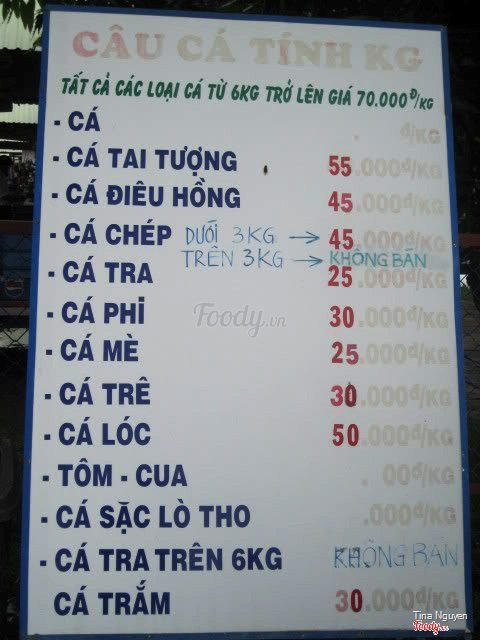 CÂU CÁ TÍNH KG
TẤT CẢ CÁC LOẠI CÁ TỪ 6KG TRỞ LÊN GIÁ 70.000Đ/KG
- CÁ đ/KG
- CÁ TAI TƯỢNG 55.000đ/KG
- CÁ ĐIÊU HỒNG 45.000đ/KG
- CÁ CHÉP DƯỚI 3KG → 45.000đ/KG
TRÊN 3KG → KHÔNG BÁN
- CÁ TRA 25.000đ/KG
Foody.vn
- CÁ PHI 30.000đ/KG
- CÁ MÈ 25.000đ/KG
- CÁ TRÊ 30.000đ/KG
- CÁ LÓC 50.000đ/KG
- TÔM - CUA . 00đ/KG
- CÁ SẶC LÒ THO .000đ/KG
- CÁ TRA TRÊN 6KG KHÔNG BÁN
CÁ TRẮM 30.000đ/KG
Tina Nguyen
Foody.vn